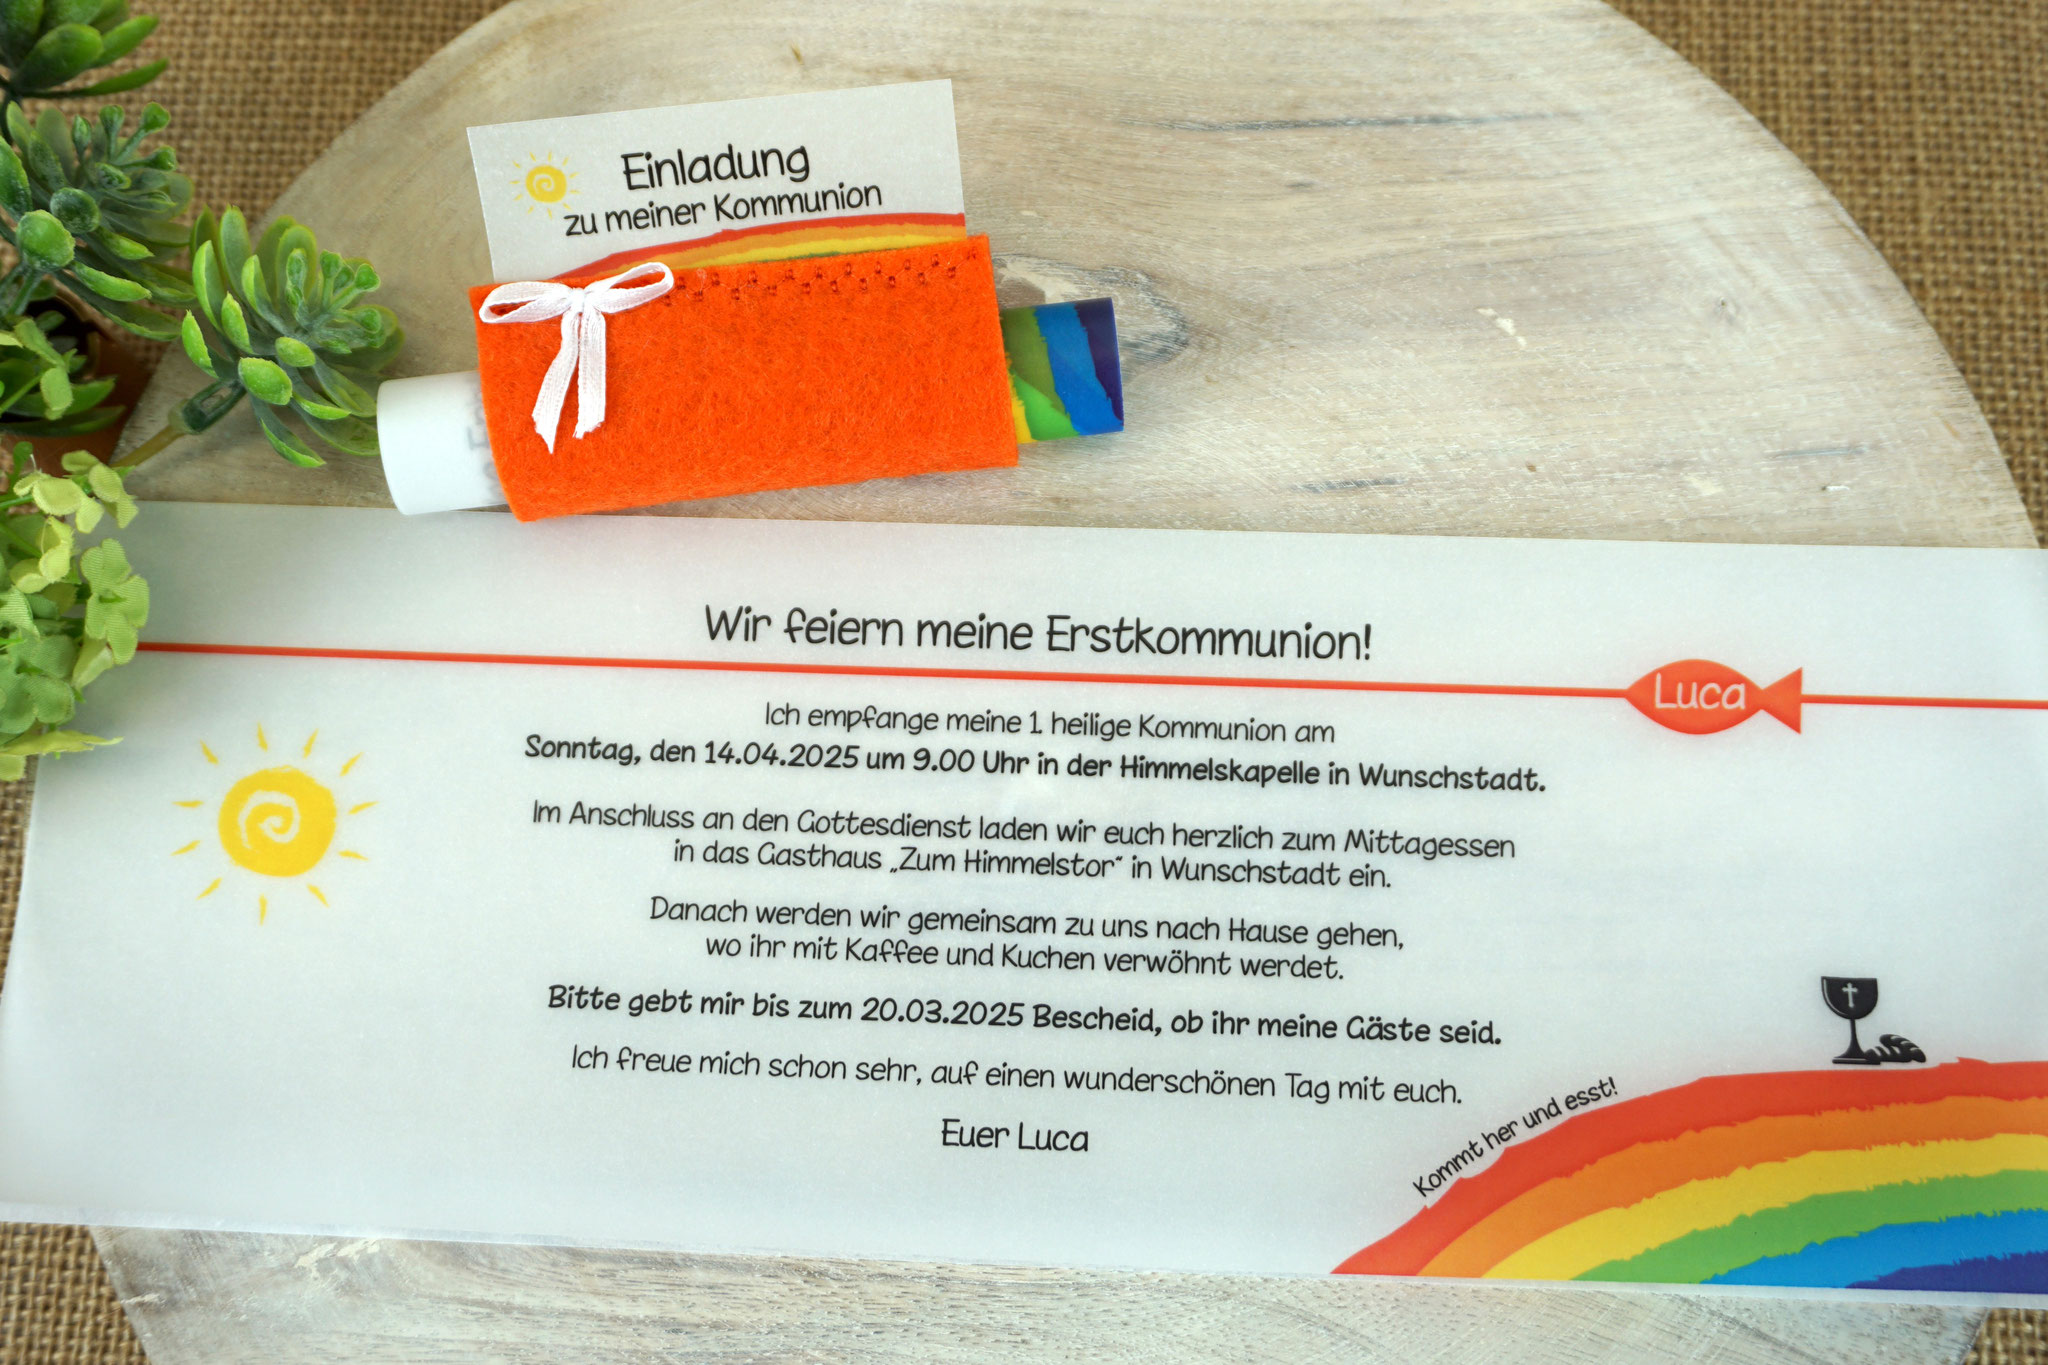 Einladung
zu meiner Kommunion
Wir feiern meine Erstkommunion!
Luca
Ich empfange meine 1. heilige Kommunion am
Sonntag, den 14.04.2025 um 9.00 Uhr in der Himmelskapelle in Wunschstadt.
Im Anschluss an den Gottesdienst laden wir euch herzlich zum Mittagessen
in das Gasthaus „Zum Himmelstor“ in Wunschstadt ein.
Danach werden wir gemeinsam zu uns nach Hause gehen,
wo ihr mit Kaffee und Kuchen verwöhnt werdet.
Bitte gebt mir bis zum 20.03.2025 Bescheid, ob ihr meine Gäste seid.
Ich freue mich schon sehr, auf einen wunderschönen Tag mit euch.
Euer Luca
Kommt her und esst!